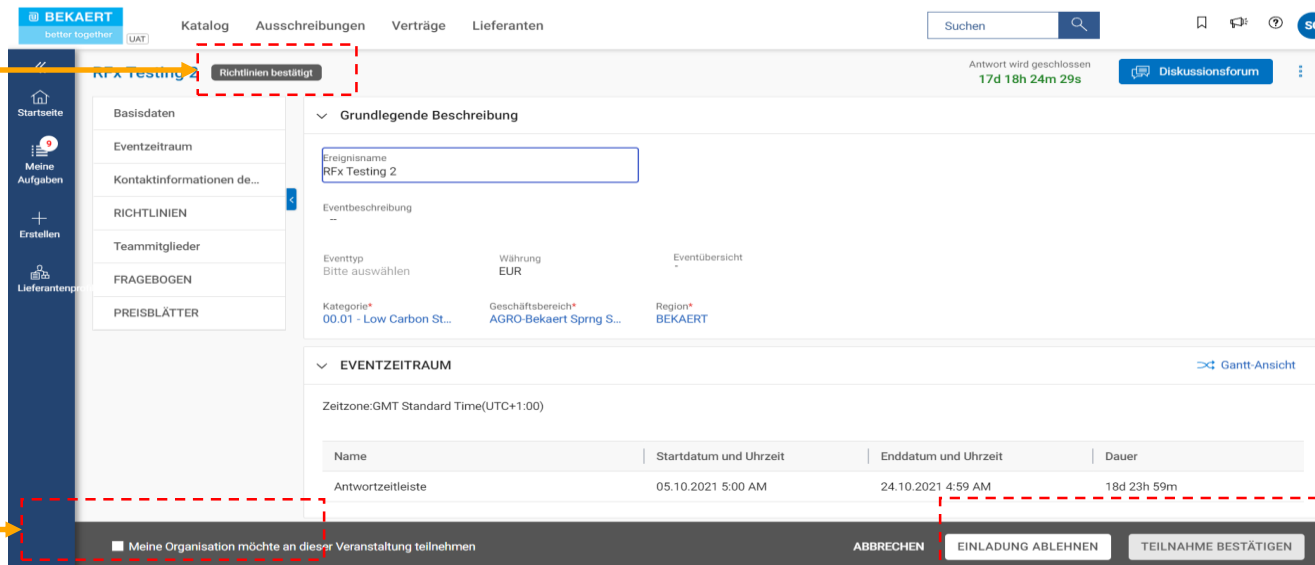 BEKAERT
better together
UAT
Katalog Ausschreibungen Verträge Lieferanten
Suchen
RFx Testing 2 Richtlinien bestätigt
Antwort wird geschlossen
17d 18h 24m 29s
Diskussionsforum
Startseite
9
Meine
Aufgaben
Erstellen
Basisdaten
Eventzeitraum
Kontaktinformationen de...
RICHTLINIEN
Teammitglieder
FRAGEBOGEN
PREISBLÄTTER
Grundlegende Beschreibung
Ereignisname
RFx Testing 2
Eventbeschreibung
--
Eventtyp Währung Eventübersicht
Bitte auswählen EUR -
Kategorie* Geschäftsbereich* Region*
00.01 - Low Carbon St... AGRO-Bekaert Sprng S... BEKAERT
EVENTZEITRAUM Gantt-Ansicht
Zeitzone:GMT Standard Time(UTC+1:00)
Name Startdatum und Uhrzeit Enddatum und Uhrzeit Dauer
Antwortzeitleiste 05.10.2021 5:00 AM 24.10.2021 4:59 AM 18d 23h 59m
Meine Organisation möchte an dieser Veranstaltung teilnehmen
ABBRECHEN EINLADUNG ABLEHNEN TEILNAHME BESTÄTIGEN